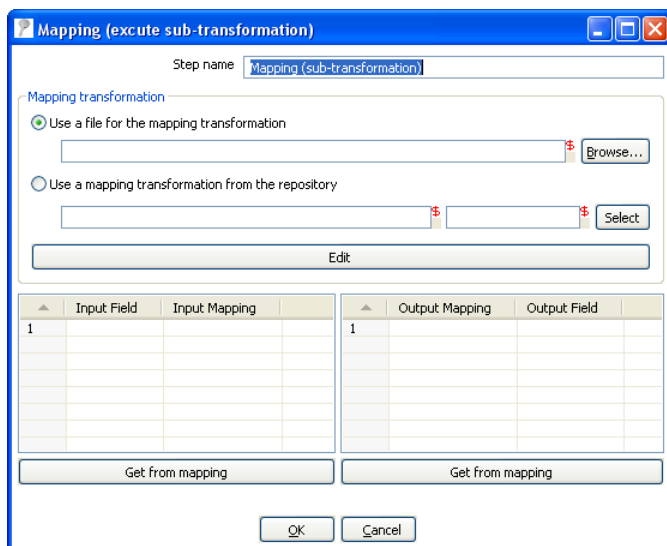 Mapping (excute sub-transformation)
Step name Mapping (sub-transformation)
Mapping transformation
Use a file for the mapping transformation
$ Browse...
Use a mapping transformation from the repository
$ $ Select
Edit
Input Field Input Mapping Output Mapping Output Field
1 1
Get from mapping Get from mapping
OK Cancel